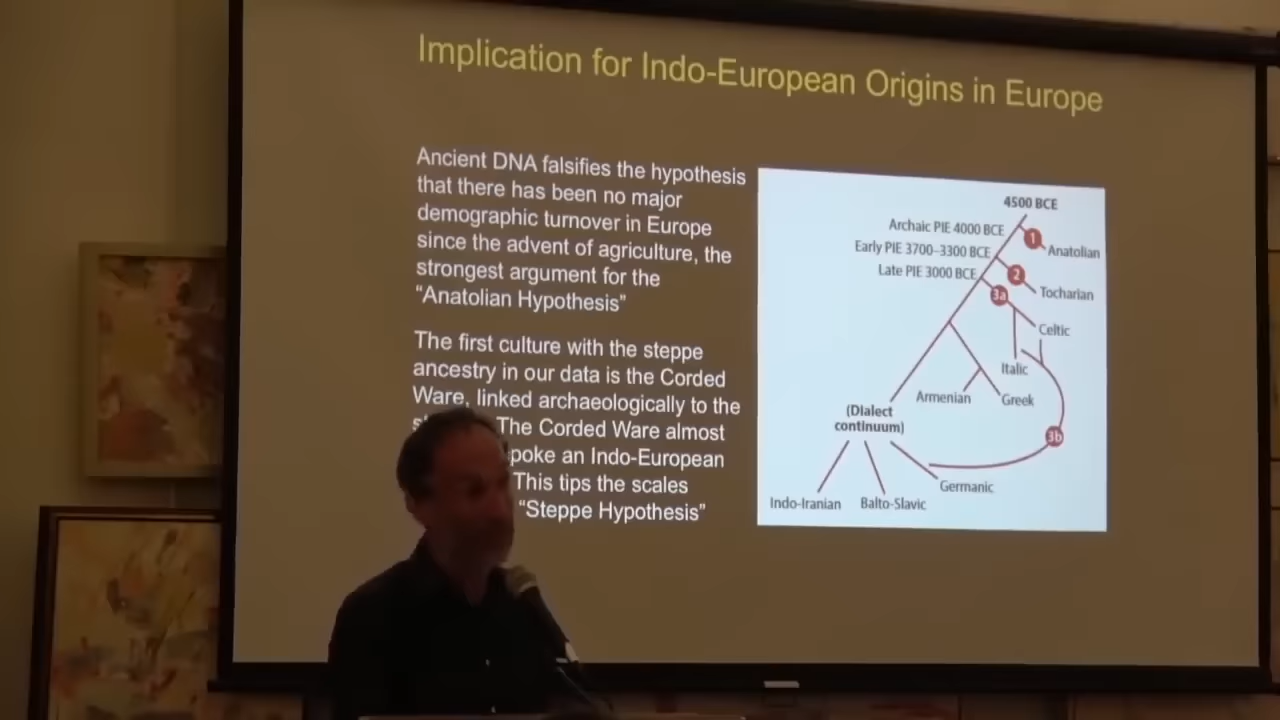 Implication for Indo-European Origins in Europe
Ancient DNA falsifies the hypothesis
that there has been no major
demographic turnover in Europe
since the advent of agriculture, the
strongest argument for the
“Anatolian Hypothesis”
The first culture with the steppe
ancestry in our data is the Corded
Ware, linked archaeologically to the
The Corded Ware almost
poke an Indo-European
This tips the scales
“Steppe Hypothesis”
4500 BCE
Archaic PIE 4000 BCE
1
Anatolian
Early PIE 3700–3300 BCE
2
Late PIE 3000 BCE
Tocharian
3a
Celtic
Italic
Armenian
Greek
(Dialect
continuum)
3b
Germanic
Indo-Iranian
Balto-Slavic